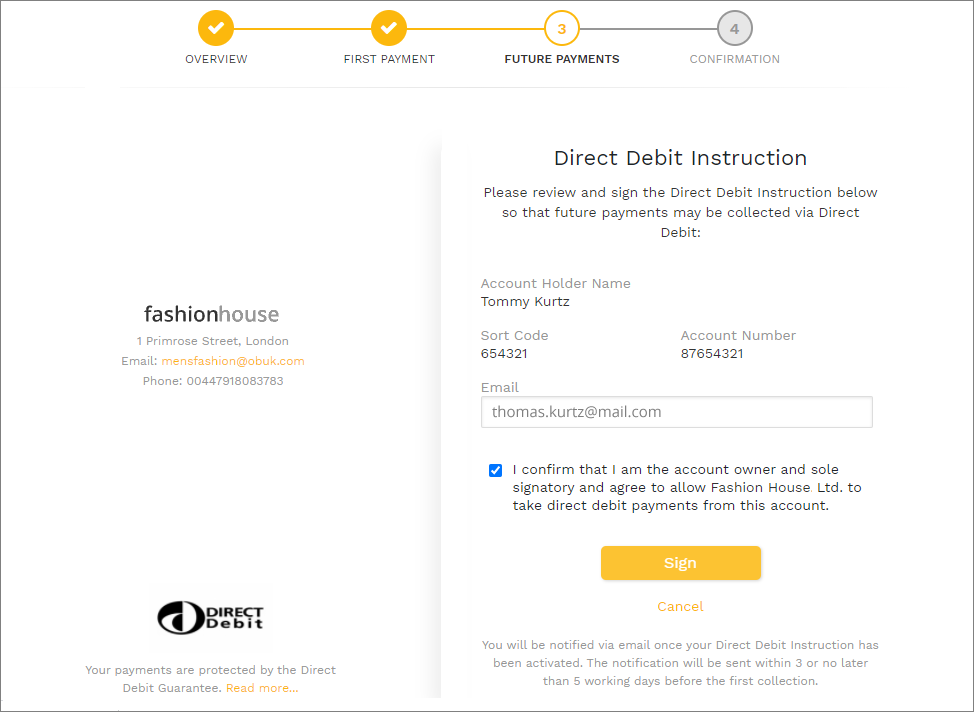 3
4
OVERVIEW
FIRST PAYMENT
FUTURE PAYMENTS
CONFIRMATION
fashionhouse
1 Primrose Street, London
Email: mensfashion@obuk.com
Phone: 00447918083783
DIRECT
Debit
Your payments are protected by the Direct
Debit Guarantee. Read more...
Direct Debit Instruction
Please review and sign the Direct Debit Instruction below
so that future payments may be collected via Direct
Debit:
Account Holder Name
Tommy Kurtz
Sort Code
654321
Account Number
87654321
Email
thomas.kurtz@mail.com
I confirm that I am the account owner and sole
signatory and agree to allow Fashion House Ltd. to
take direct debit payments from this account.
Sign
Cancel
You will be notified via email once your Direct Debit Instruction has
been activated. The notification will be sent within 3 or no later
than 5 working days before the first collection.